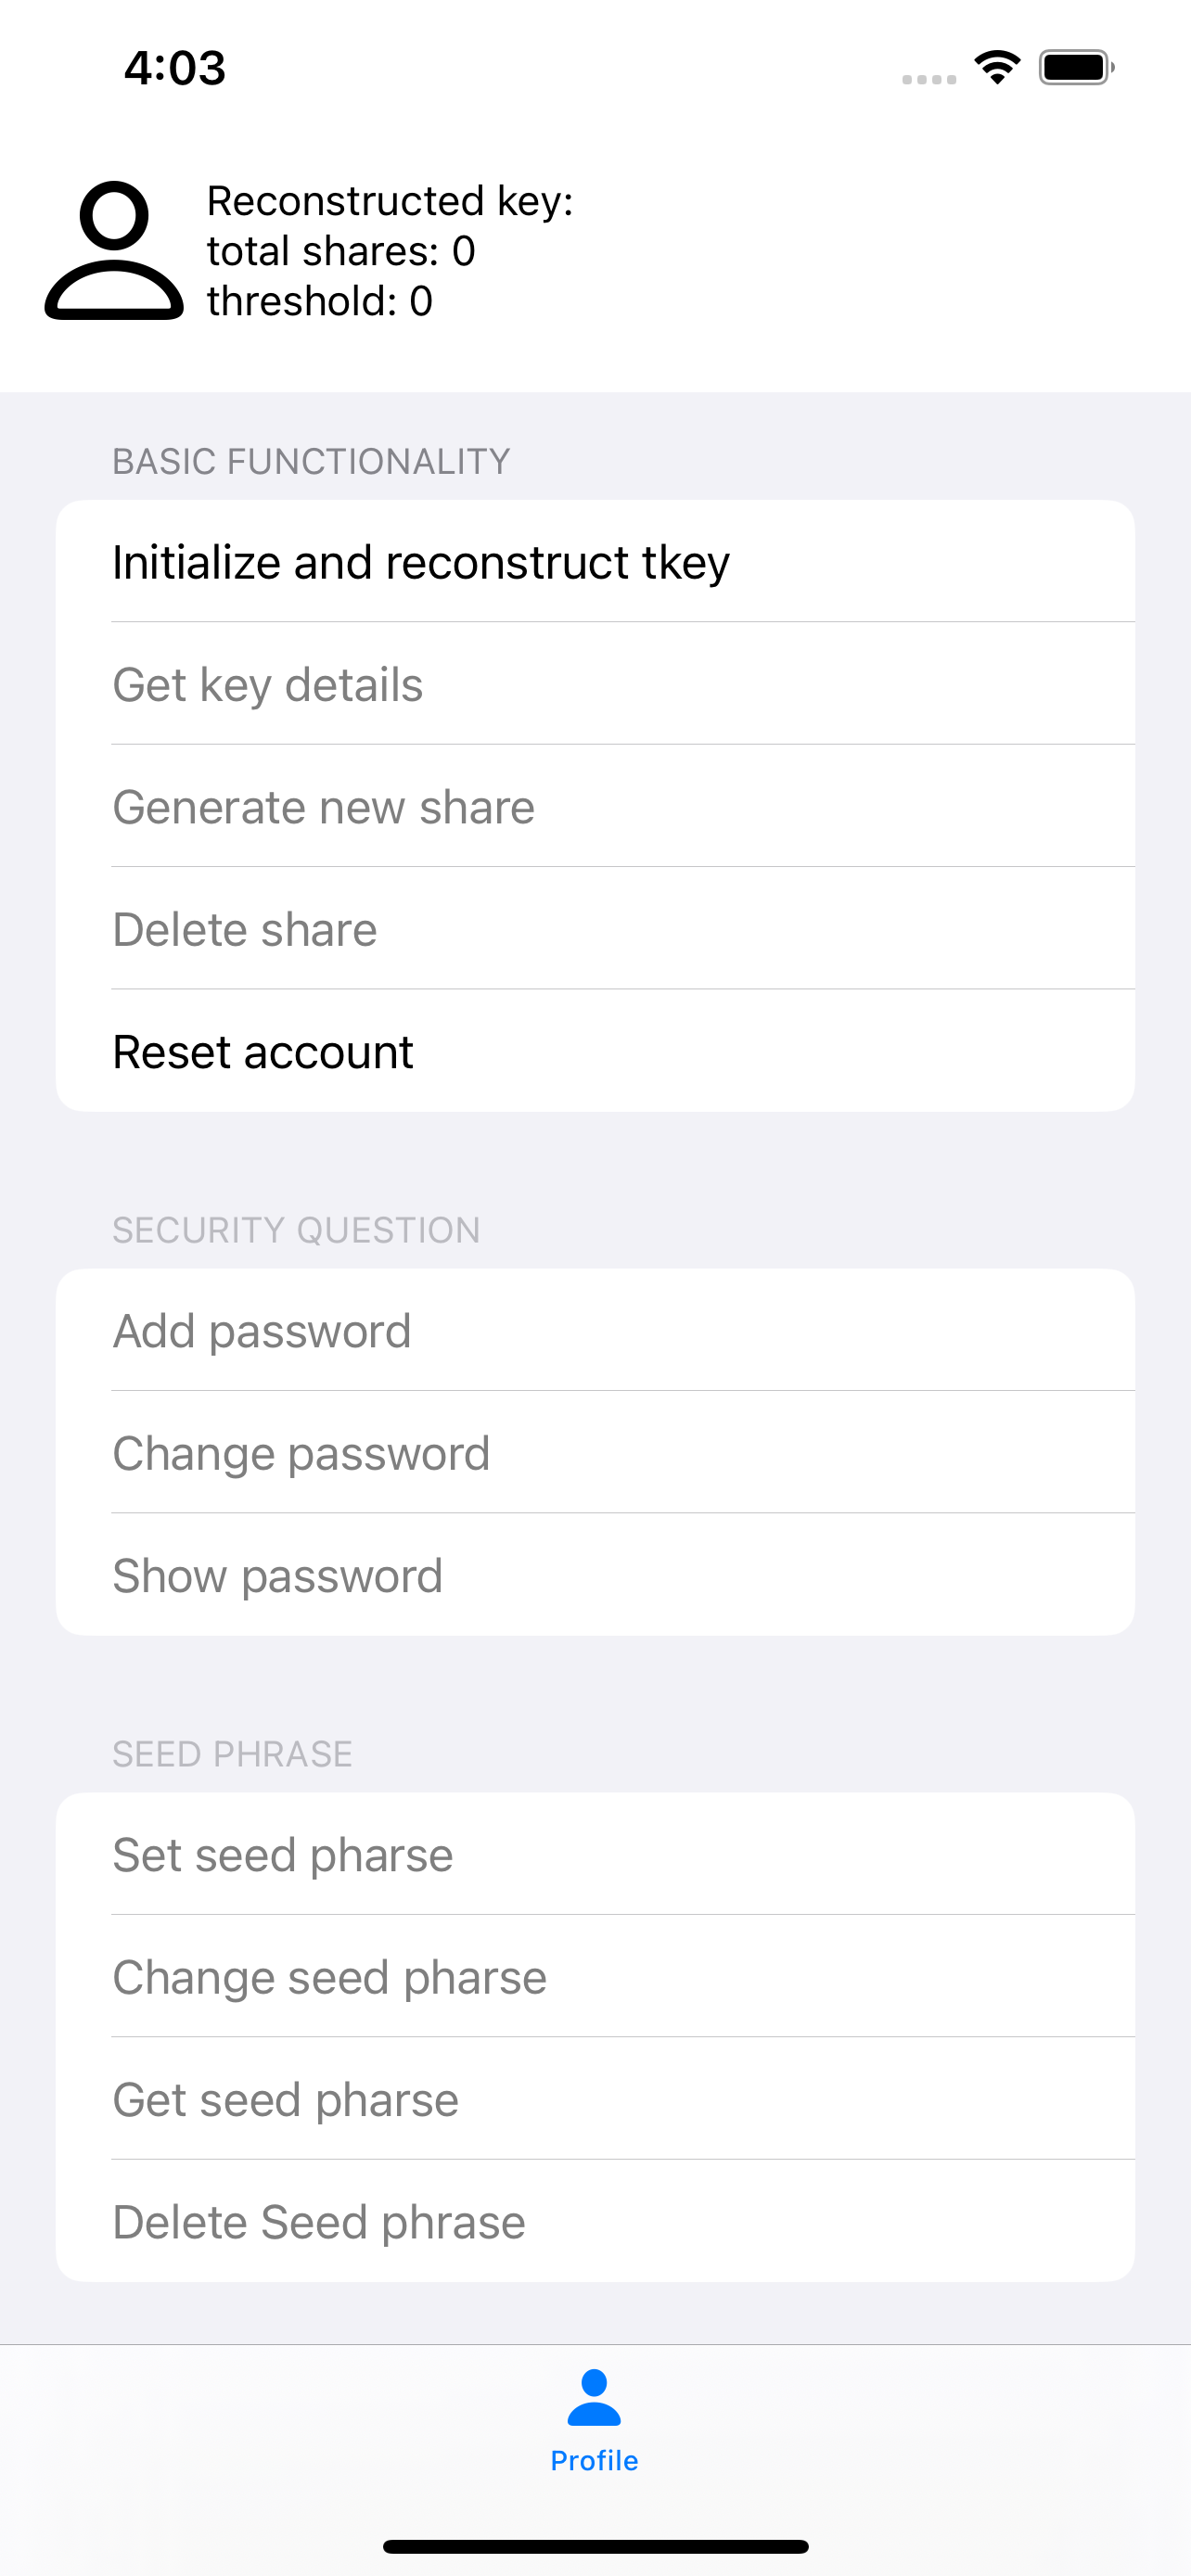 4:03
Reconstructed key:
total shares: 0
threshold: 0
BASIC FUNCTIONALITY
Initialize and reconstruct tkey
Get key details
Generate new share
Delete share
Reset account
SECURITY QUESTION
Add password
Change password
Show password
SEED PHRASE
Set seed pharse
Change seed pharse
Get seed pharse
Delete Seed phrase
Profile